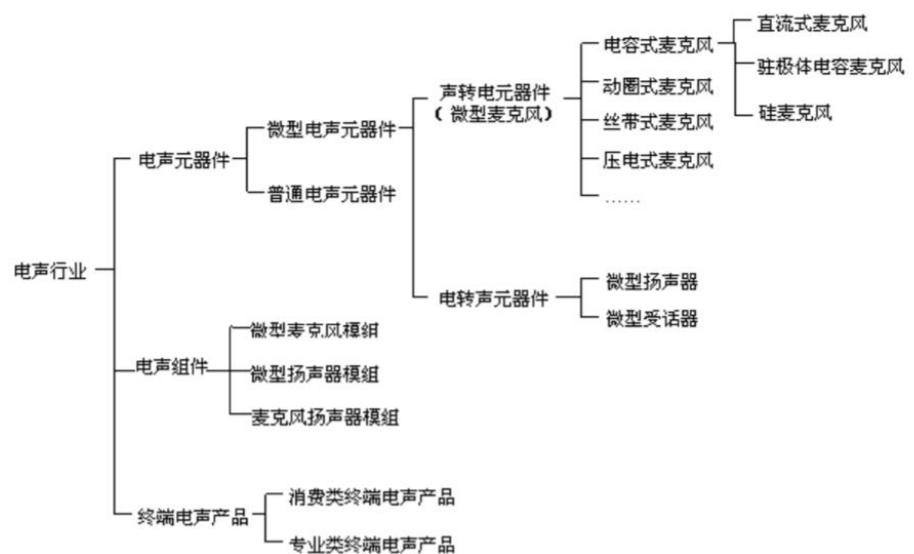 电声行业
电声元器件
微型电声元器件
声转电元器件
(微型麦克风)
电容式麦克风
直流式麦克风
驻极体电容麦克风
硅麦克风
动圈式麦克风
丝带式麦克风
压电式麦克风
……
电转声元器件
微型扬声器
微型受话器
普通电声元器件
电声组件
微型麦克风模组
微型扬声器模组
麦克风扬声器模组
终端电声产品
消费类终端电声产品
专业类终端电声产品